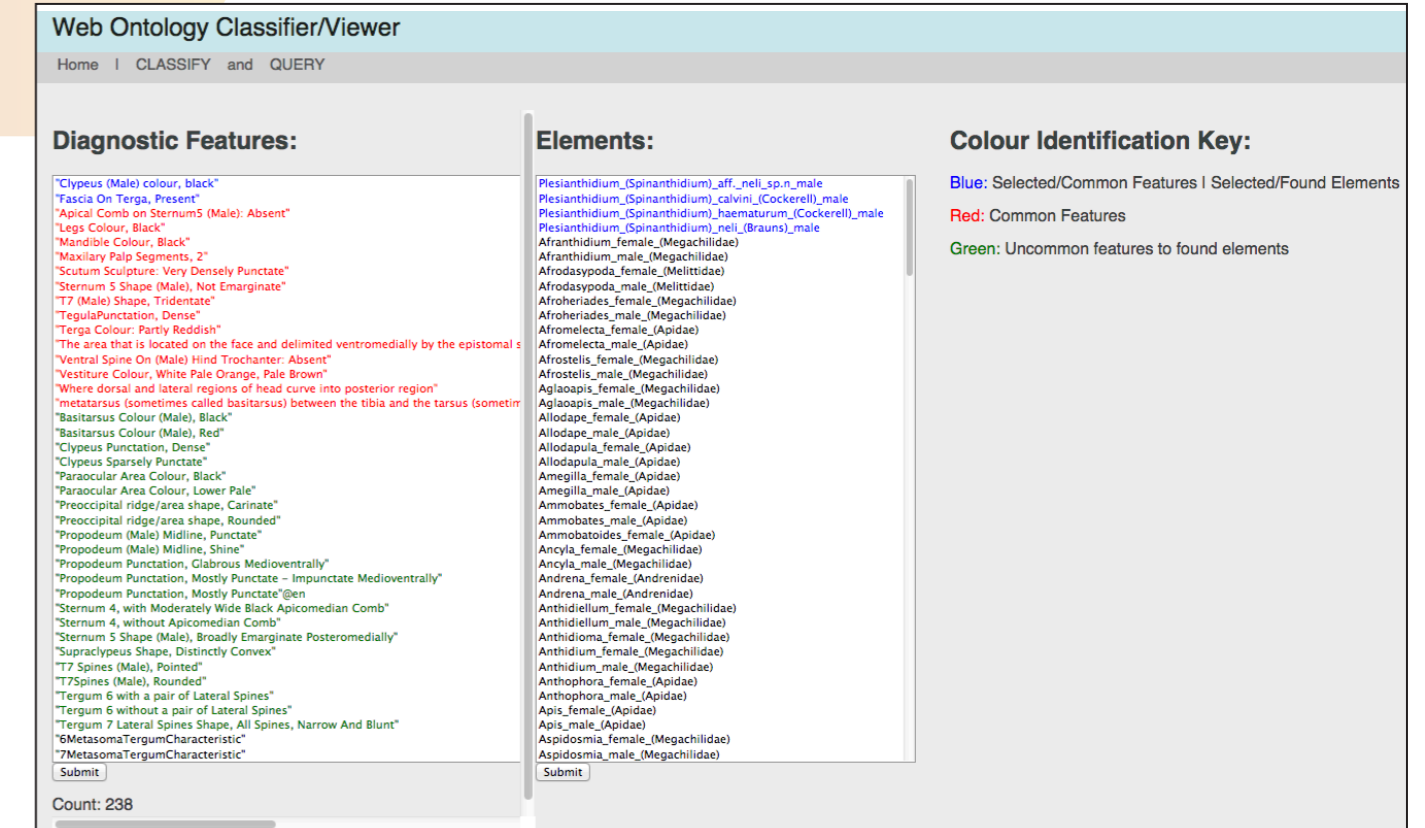 Web Ontology Classifier/Viewer
Home | CLASSIFY and QUERY
Diagnostic Features:
"Clypeus (Male) colour, black"
"Fascia On Terga, Present"
"Apical Comb on Sternum5 (Male): Absent"
"Legs Colour, Black"
"Mandible Colour, Black"
"Maxilary Palp Segments, 2"
"Scutum Sculpture: Very Densely Punctate"
"Sternum 5 Shape (Male), Not Emarginate"
"T7 (Male) Shape, Tridentate"
"TegulaPunctation, Dense"
"Terga Colour: Partly Reddish"
"The area that is located on the face and delimited ventromedially by the epistomal s
"Ventral Spine On (Male) Hind Trochanter: Absent"
"Vestiture Colour, White Pale Orange, Pale Brown"
"Where dorsal and lateral regions of head curve into posterior region"
"metatarsus (sometimes called basitarsus) between the tibia and the tarsus (sometim
"Basitarsus Colour (Male), Black"
"Basitarsus Colour (Male), Red"
"Clypeus Punctation, Dense"
"Clypeus Sparsely Punctate"
"Paraocular Area Colour, Black"
"Paraocular Area Colour, Lower Pale"
"Preoccipital ridge/area shape, Carinate"
"Preoccipital ridge/area shape, Rounded"
"Propodeum (Male) Midline, Punctate"
"Propodeum (Male) Midline, Shine"
"Propodeum Punctation, Glabrous Medioventrally"
"Propodeum Punctation, Mostly Punctate – Impunctate Medioventrally"
"Propodeum Punctation, Mostly Punctate"@en
"Sternum 4, with Moderately Wide Black Apicomedian Comb"
"Sternum 4, without Apicomedian Comb"
"Sternum 5 Shape (Male), Broadly Emarginate Posteromedially"
"Supraclypeus Shape, Distinctly Convex"
"T7 Spines (Male), Pointed"
"T7Spines (Male), Rounded"
"Tergum 6 with a pair of Lateral Spines"
"Tergum 6 without a pair of Lateral Spines"
"Tergum 7 Lateral Spines Shape, All Spines, Narrow And Blunt"
"6MetasomaTergumCharacteristic"
"7MetasomaTergumCharacteristic"
Submit
Count: 238
Elements:
Plesianthidium_(Spinanthidium)_aff._neli_sp.n_male
Plesianthidium_(Spinanthidium)_calvini_(Cockerell)_male
Plesianthidium_(Spinanthidium)_haematurum_(Cockerell)_male
Plesianthidium_(Spinanthidium)_neli_(Brauns)_male
Afranthidium_female_(Megachilidae)
Afranthidium_male_(Megachilidae)
Afrodasypoda_female_(Melittidae)
Afrodasypoda_male_(Melittidae)
Afroheriades_female_(Megachilidae)
Afroheriades_male_(Megachilidae)
Afromelecta_female_(Apidae)
Afromelecta_male_(Apidae)
Afrostelis_female_(Megachilidae)
Afrostelis_male_(Megachilidae)
Aglaoapis_female_(Megachilidae)
Aglaoapis_male_(Megachilidae)
Allodape_female_(Apidae)
Allodape_male_(Apidae)
Allodapula_female_(Apidae)
Allodapula_male_(Apidae)
Amegilla_female_(Apidae)
Amegilla_male_(Apidae)
Ammobates_female_(Apidae)
Ammobates_male_(Apidae)
Ammobatoides_female_(Apidae)
Ancyla_female_(Megachilidae)
Ancyla_male_(Megachilidae)
Andrena_female_(Andrenidae)
Andrena_male_(Andrenidae)
Anthidiellum_female_(Megachilidae)
Anthidiellum_male_(Megachilidae)
Anthidioma_female_(Megachilidae)
Anthidium_female_(Megachilidae)
Anthidium_male_(Megachilidae)
Anthophora_female_(Apidae)
Anthophora_male_(Apidae)
Apis_female_(Apidae)
Apis_male_(Apidae)
Aspidosmia_female_(Megachilidae)
Aspidosmia_male_(Megachilidae)
Submit
Colour Identification Key:
Blue: Selected/Common Features | Selected/Found Elements
Red: Common Features
Green: Uncommon features to found elements